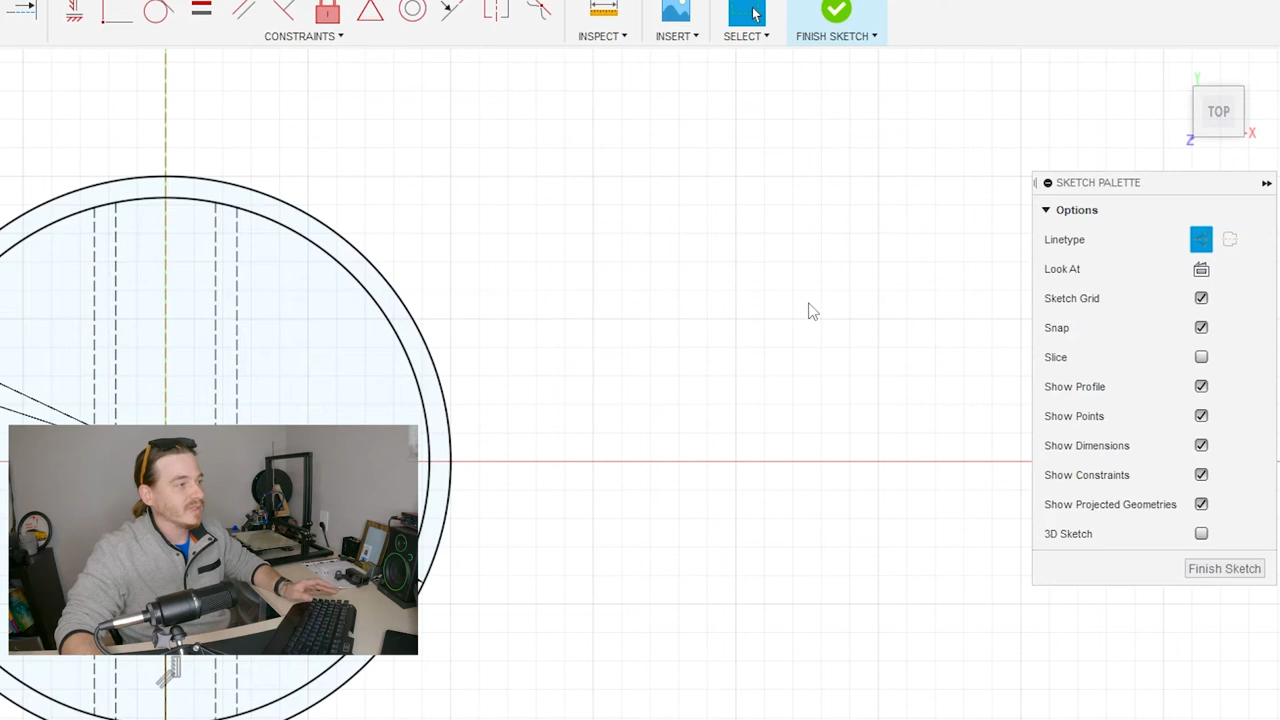 CONSTRAINTS
INSPECT
INSERT
SELECT
FINISH SKETCH
Y
TOP
X
Z
SKETCH PALETTE
Options
Linetype
Look At
Sketch Grid
Snap
Slice
Show Profile
Show Points
Show Dimensions
Show Constraints
Show Projected Geometries
3D Sketch
Finish Sketch